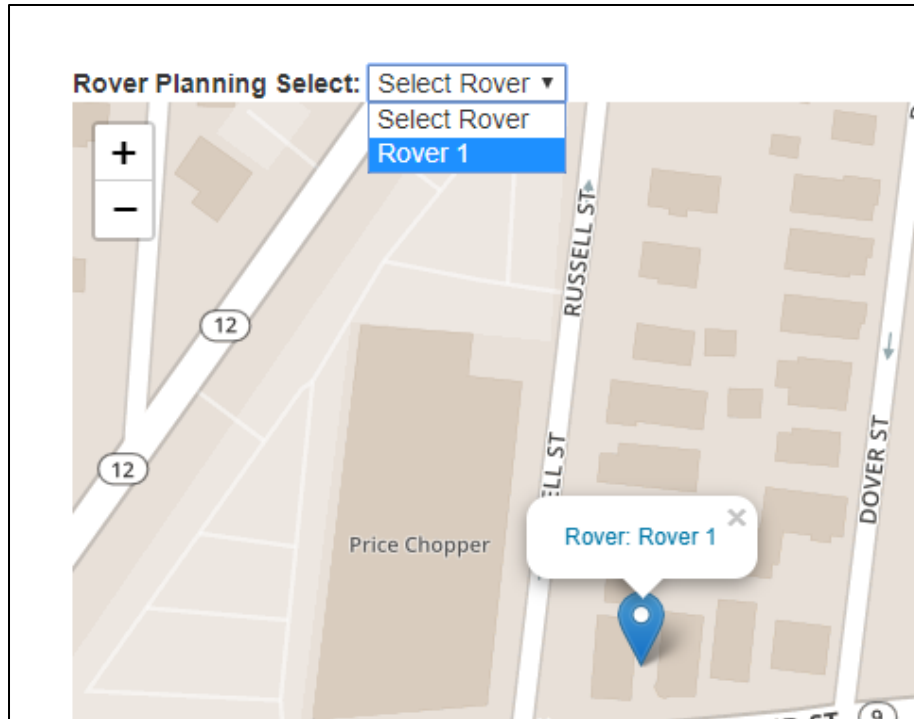 Rover Planning Select: Select Rover ▼
Select Rover
Rover 1
+
−
RUSSELL ST
12
12
DOVER ST
ELL ST
Price Chopper
Rover: Rover 1 ×
ST
9